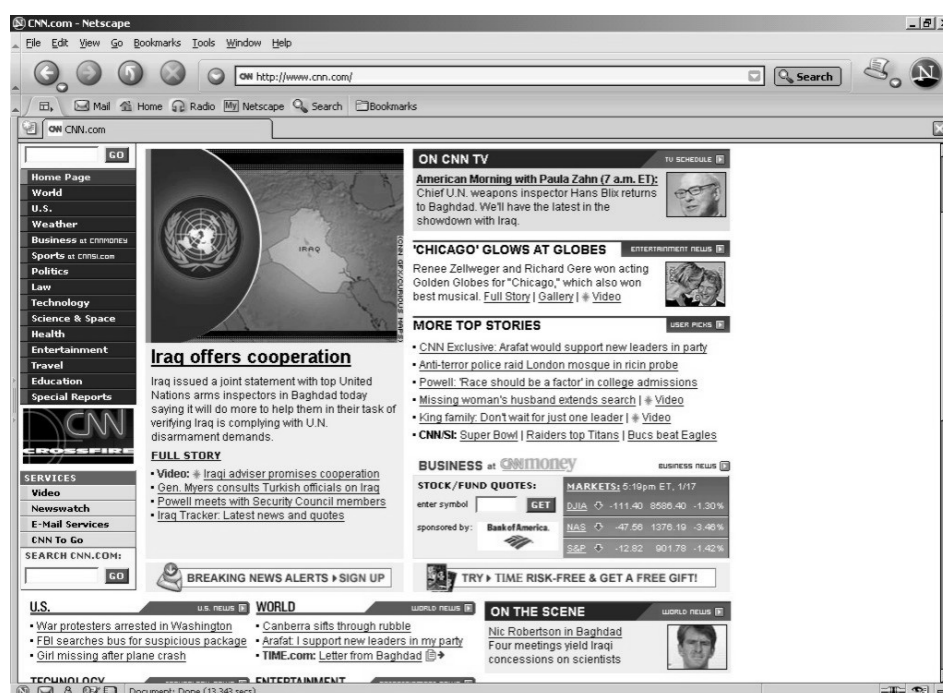 CNN.com - Netscape
File Edit View Go Bookmarks Tools Window Help
CNN http://www.cnn.com/
Search
N
Mail Home Radio My Netscape Search Bookmarks
CNN CNN.com
GO
Home Page
World
U.S.
Weather
Business at CNNMONEY
Sports at CNNSI.com
Politics
Law
Technology
Science & Space
Health
Entertainment
Travel
Education
Special Reports
CNN
CROSSFIRE
SERVICES
Video
Newswatch
E-Mail Services
CNN To Go
SEARCH CNN.COM:
GO
IRAQ
Iraq offers cooperation
Iraq issued a joint statement with top United
Nations arms inspectors in Baghdad today
saying it will do more to help them in their task of
verifying Iraq is complying with U.N.
disarmament demands.
FULL STORY
• Video: Iraqi adviser promises cooperation
• Gen. Myers consults Turkish officials on Iraq
• Powell meets with Security Council members
• Iraq Tracker: Latest news and quotes
ON CNN TV TV SCHEDULE
American Morning with Paula Zahn (7 a.m. ET):
Chief U.N. weapons inspector Hans Blix returns
to Baghdad. We'll have the latest in the
showdown with Iraq.
'CHICAGO' GLOWS AT GLOBES ENTERTAINMENT NEWS
Renee Zellweger and Richard Gere won acting
Golden Globes for "Chicago," which also won
best musical. Full Story | Gallery | Video
MORE TOP STORIES USER PICKS
• CNN Exclusive: Arafat would support new leaders in party
• Anti-terror police raid London mosque in ricin probe
• Powell: 'Race should be a factor' in college admissions
• Missing woman's husband extends search | Video
• King family: Don't wait for just one leader | Video
• CNN/SI: Super Bowl | Raiders top Titans | Bucs beat Eagles
BUSINESS at CNNmoney BUSINESS NEWS
STOCK/FUND QUOTES:
enter symbol GET
sponsored by: Bank of America.
MARKETS: 5:19pm ET, 1/17
DJIA -111.40 8586.40 -1.30%
NAS -47.56 1376.19 -3.46%
S&P -12.82 901.78 -1.42%
BREAKING NEWS ALERTS SIGN UP
TRY TIME RISK-FREE & GET A FREE GIFT!
U.S. U.S. NEWS
• War protesters arrested in Washington
• FBI searches bus for suspicious package
• Girl missing after plane crash
WORLD WORLD NEWS
• Canberra sifts through rubble
• Arafat: I support new leaders in my party
• TIME.com: Letter from Baghdad
ON THE SCENE WORLD NEWS
Nic Robertson in Baghdad
Four meetings yield Iraqi
concessions on scientists
TECHNOLOGY
ENTERTAINMENT
Document: Done (13.343 secs)